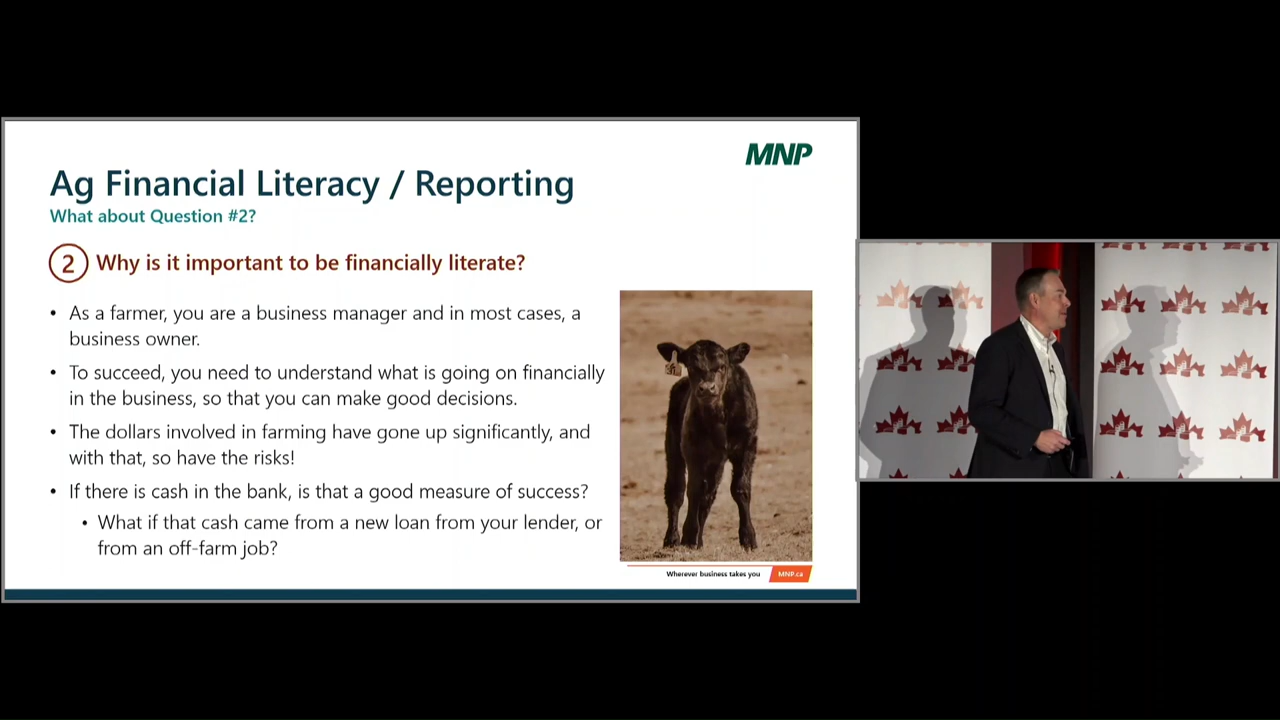 MNP
Ag Financial Literacy / Reporting
What about Question #2?
2 Why is it important to be financially literate?
• As a farmer, you are a business manager and in most cases, a
business owner.
• To succeed, you need to understand what is going on financially
in the business, so that you can make good decisions.
• The dollars involved in farming have gone up significantly, and
with that, so have the risks!
• If there is cash in the bank, is that a good measure of success?
• What if that cash came from a new loan from your lender, or
from an off-farm job?
Wherever business takes you
MNP.ca